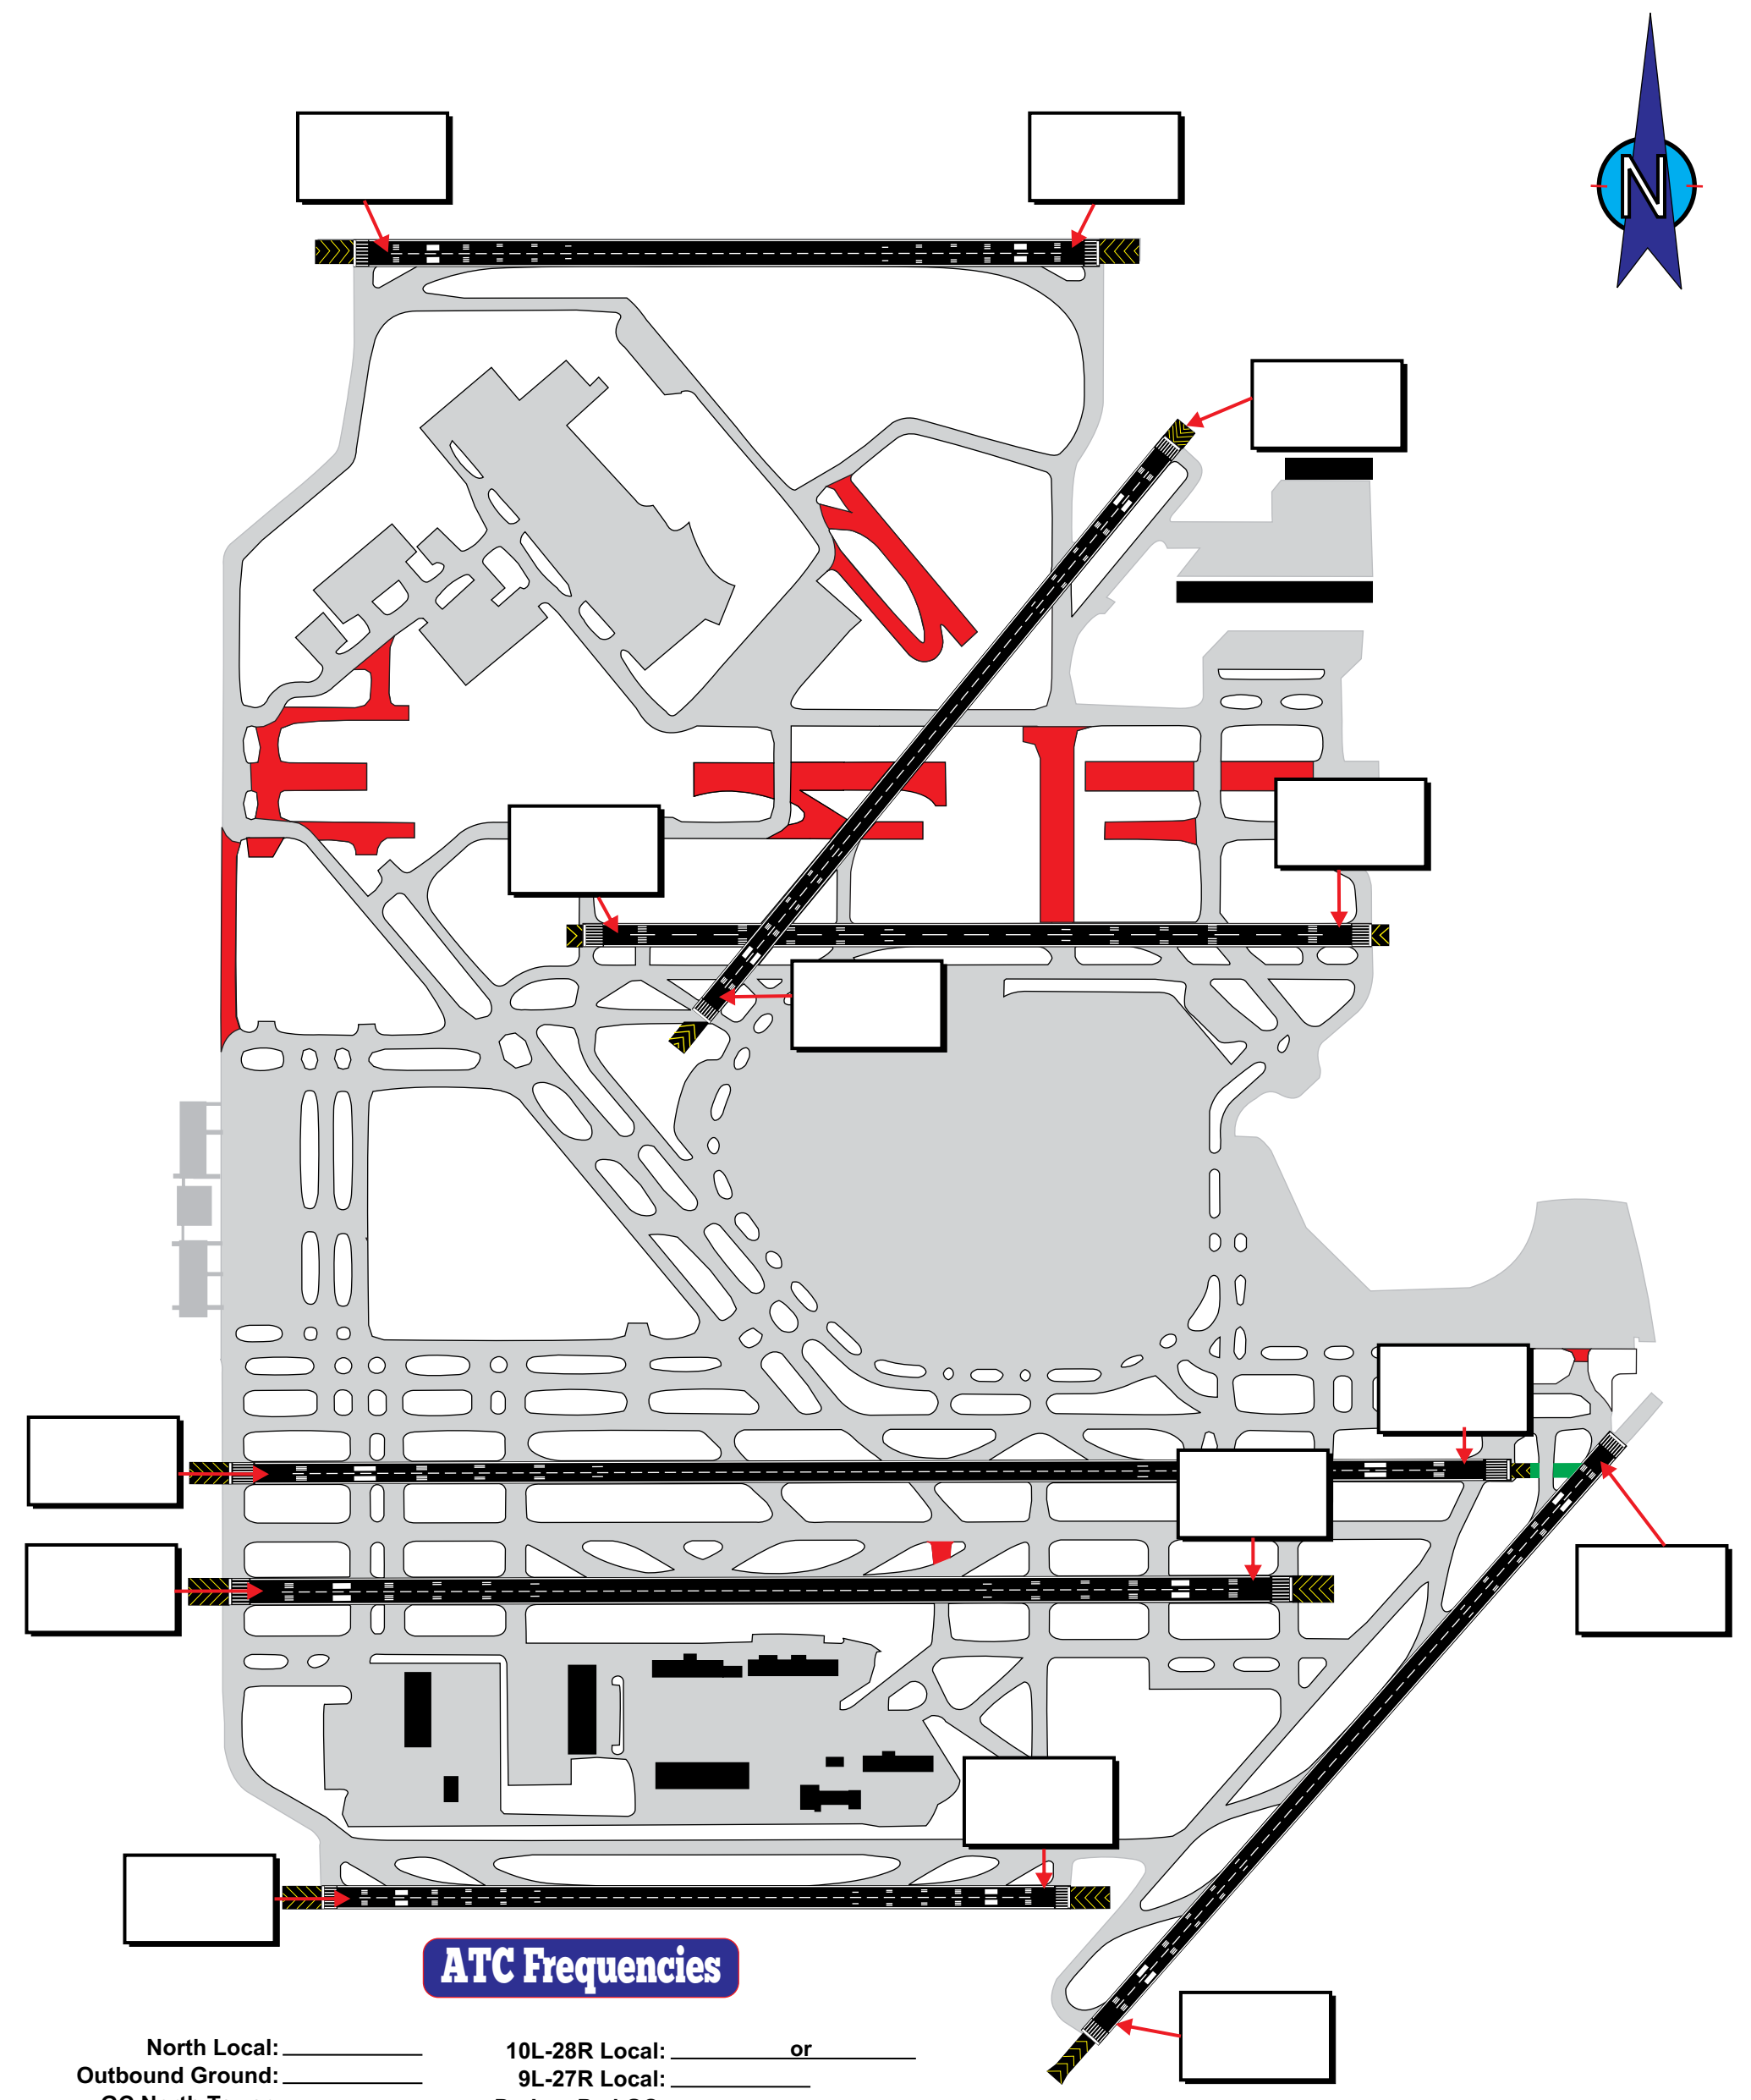 N
ATC Frequencies
North Local:
Outbound Ground:
10L-28R Local: or
9L-27R Local: